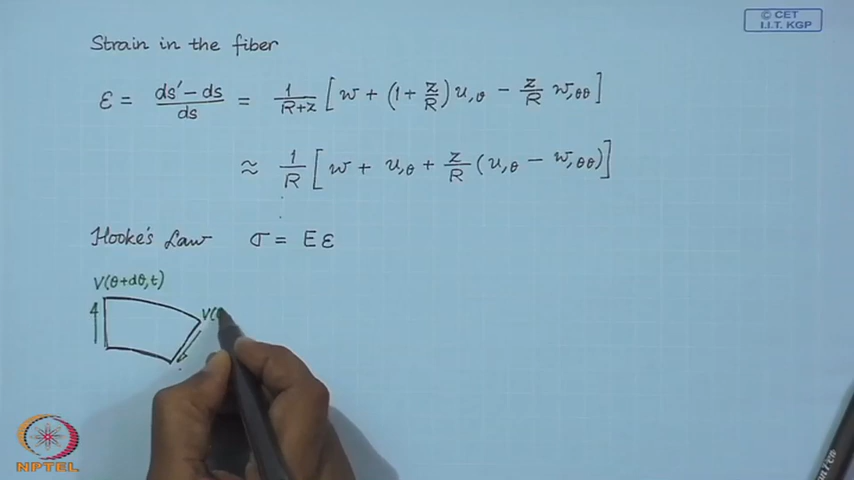 © CET
I.I.T. KGP
Strain in the fiber
ε = (ds′ − ds)/ds = 1/(R+z) [w + (1 + z/R) u,θ − z/R w,θθ]
≈ 1/R [w + u,θ + z/R (u,θ − w,θθ)]
Hooke's Law σ = Eε
V(θ+dθ,t)
V(
NPTEL